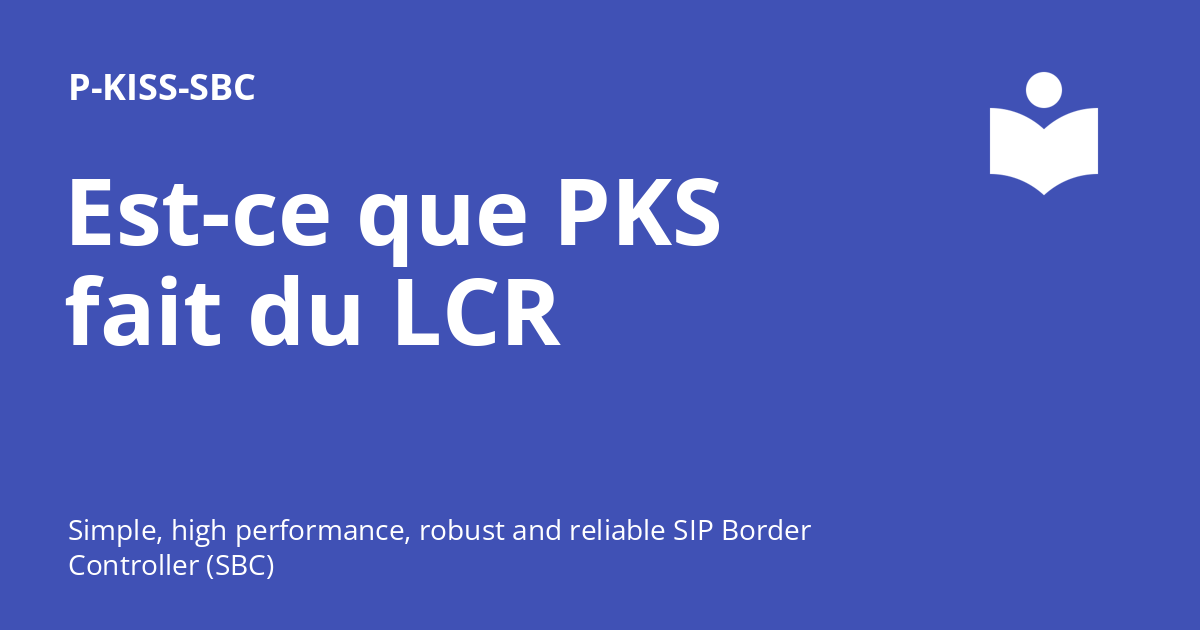 P-KISS-SBC
Est-ce que PKS
fait du LCR
Simple, high performance, robust and reliable SIP Border
Controller (SBC)